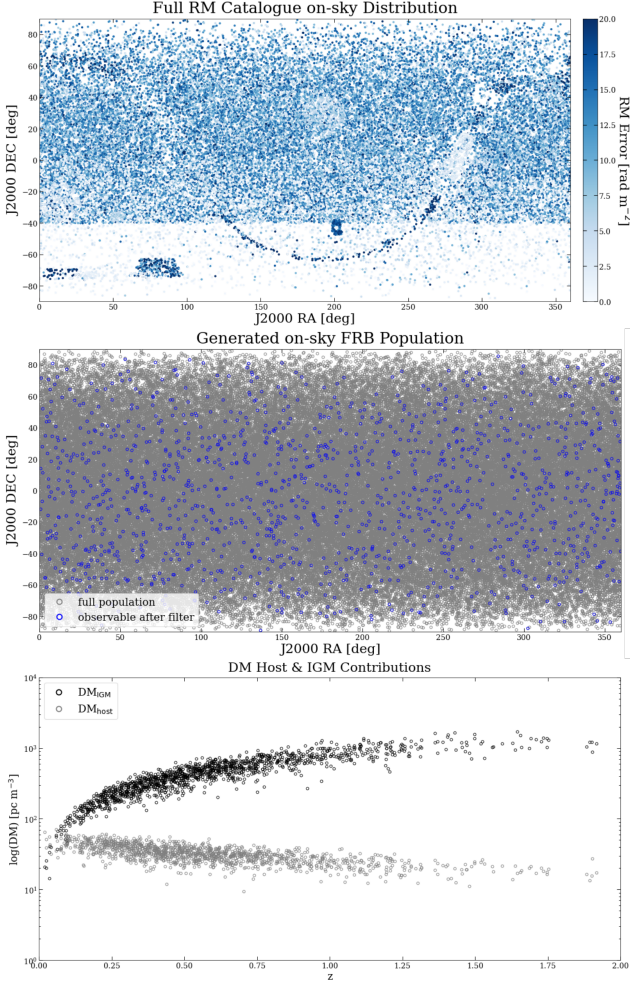 Full RM Catalogue on-sky Distribution
J2000 DEC [deg]
80
60
40
20
0
−20
−40
−60
−80
0 50 100 150 200 250 300 350
J2000 RA [deg]
20.0
17.5
15.0
12.5
10.0
7.5
5.0
2.5
0.0
RM Error [rad m⁻²]
Generated on-sky FRB Population
J2000 DEC [deg]
80
60
40
20
0
−20
−40
−60
−80
full population
observable after filter
0 50 100 150 200 250 300 350
J2000 RA [deg]
DM Host & IGM Contributions
log(DM) [pc m⁻³]
10⁴
10³
10²
10¹
10⁰
DM_IGM
DM_host
0.00 0.25 0.50 0.75 1.00 1.25 1.50 1.75 2.00
z